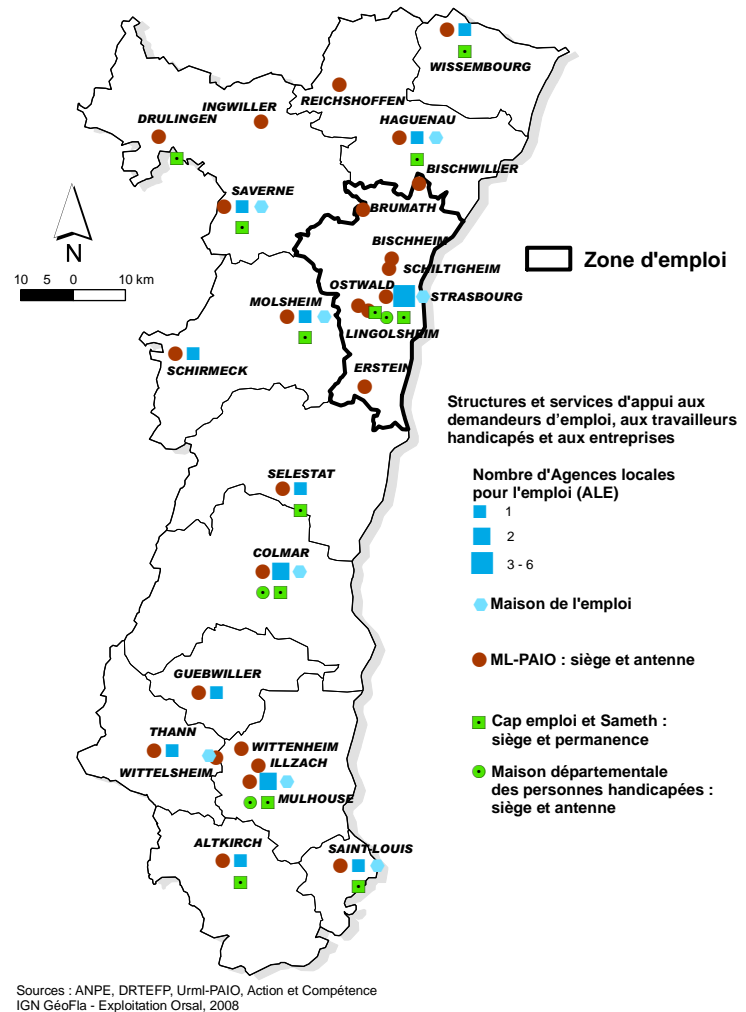 WISSEMBOURG
REICHSHOFFEN
INGWILLER
DRULINGEN
HAGUENAU
BISCHWILLER
SAVERNE
BRUMATH
N
BISCHHEIM
SCHILTIGHEIM
Zone d'emploi
10 5 0 10 km
OSTWALD
STRASBOURG
MOLSHEIM
LINGOLSHEIM
SCHIRMECK
ERSTEIN
Structures et services d'appui aux
demandeurs d'emploi, aux travailleurs
handicapés et aux entreprises
SELESTAT
Nombre d'Agences locales
pour l'emploi (ALE)
1
2
3 - 6
COLMAR
Maison de l'emploi
GUEBWILLER
ML-PAIO : siège et antenne
THANN
WITTELSHEIM
WITTENHEIM
ILLZACH
MULHOUSE
Cap emploi et Sameth :
siège et permanence
Maison départementale
des personnes handicapées :
siège et antenne
ALTKIRCH
SAINT-LOUIS
Sources : ANPE, DRTEFP, Urml-PAIO, Action et Compétence
IGN GéoFla - Exploitation Orsal, 2008